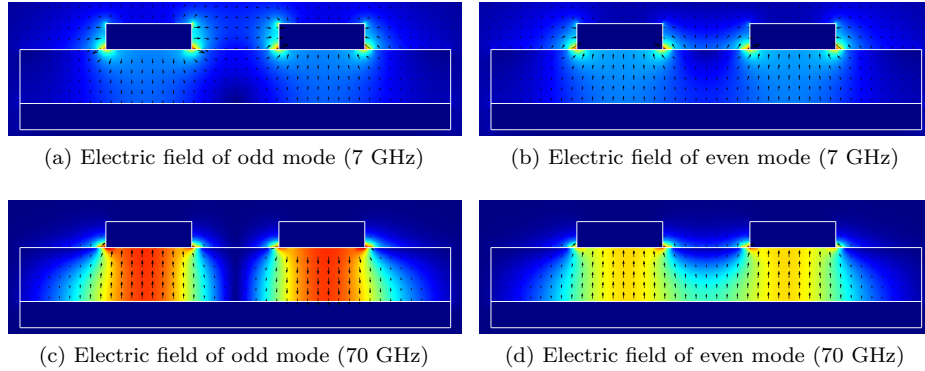 (a) Electric field of odd mode (7 GHz)
(b) Electric field of even mode (7 GHz)
(c) Electric field of odd mode (70 GHz)
(d) Electric field of even mode (70 GHz)